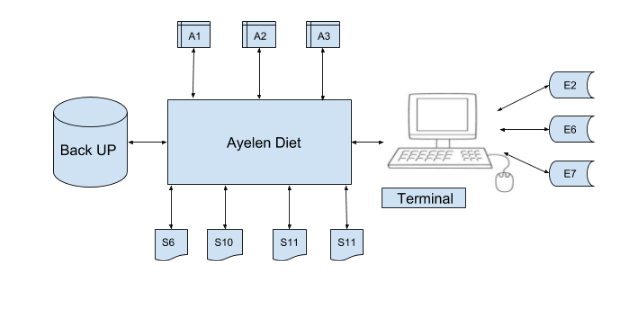 A1
A2
A3
E2
E6
E7
Back UP
Ayelen Diet
Terminal
S6
S10
S11
S11